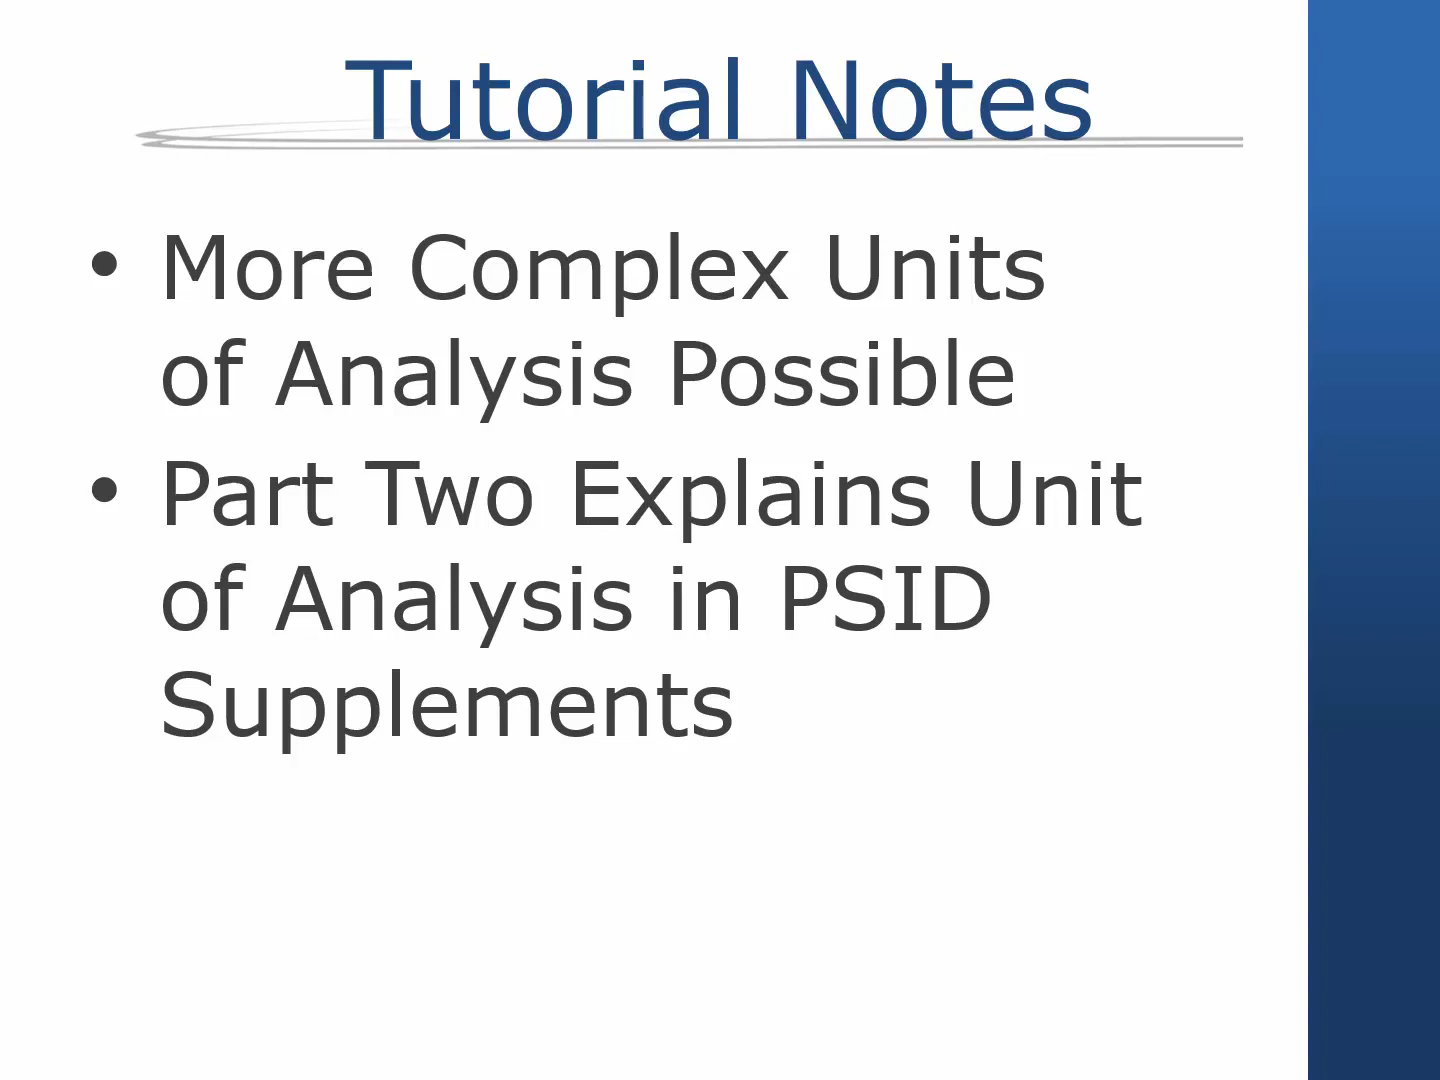 Tutorial Notes
• More Complex Units
of Analysis Possible
• Part Two Explains Unit
of Analysis in PSID
Supplements